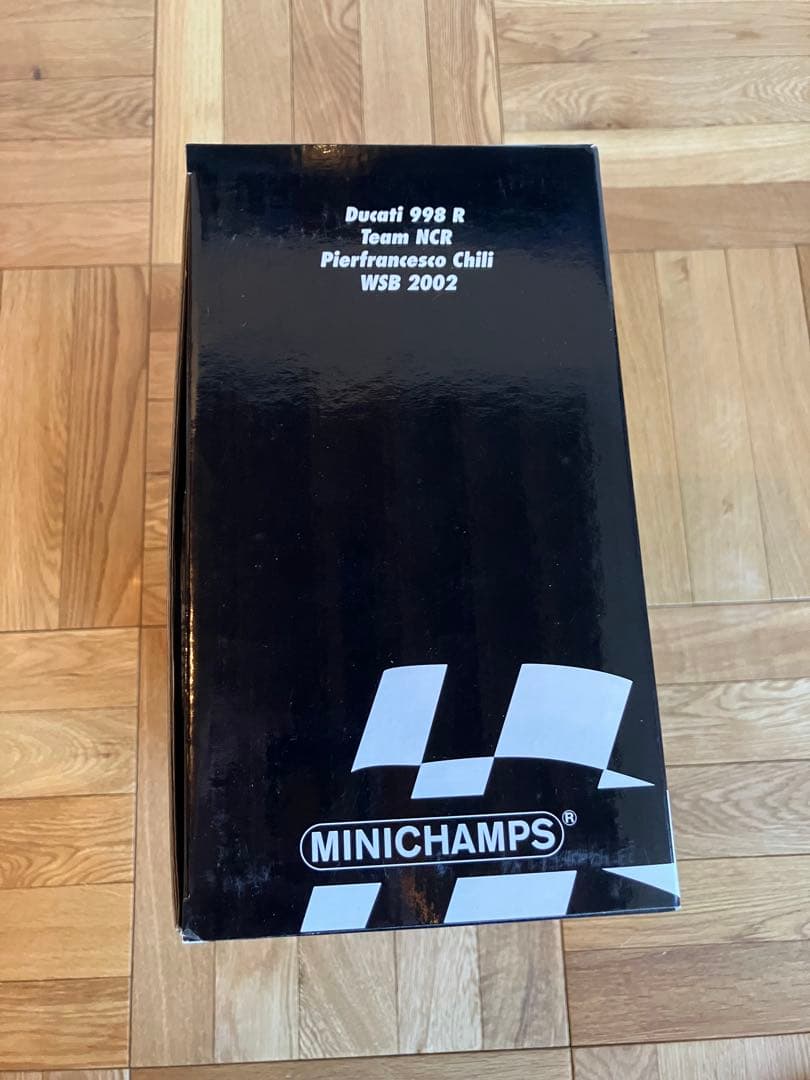 Ducati 998 R
Team NCR
Pierfrancesco Chili
WSB 2002
MINICHAMPS®